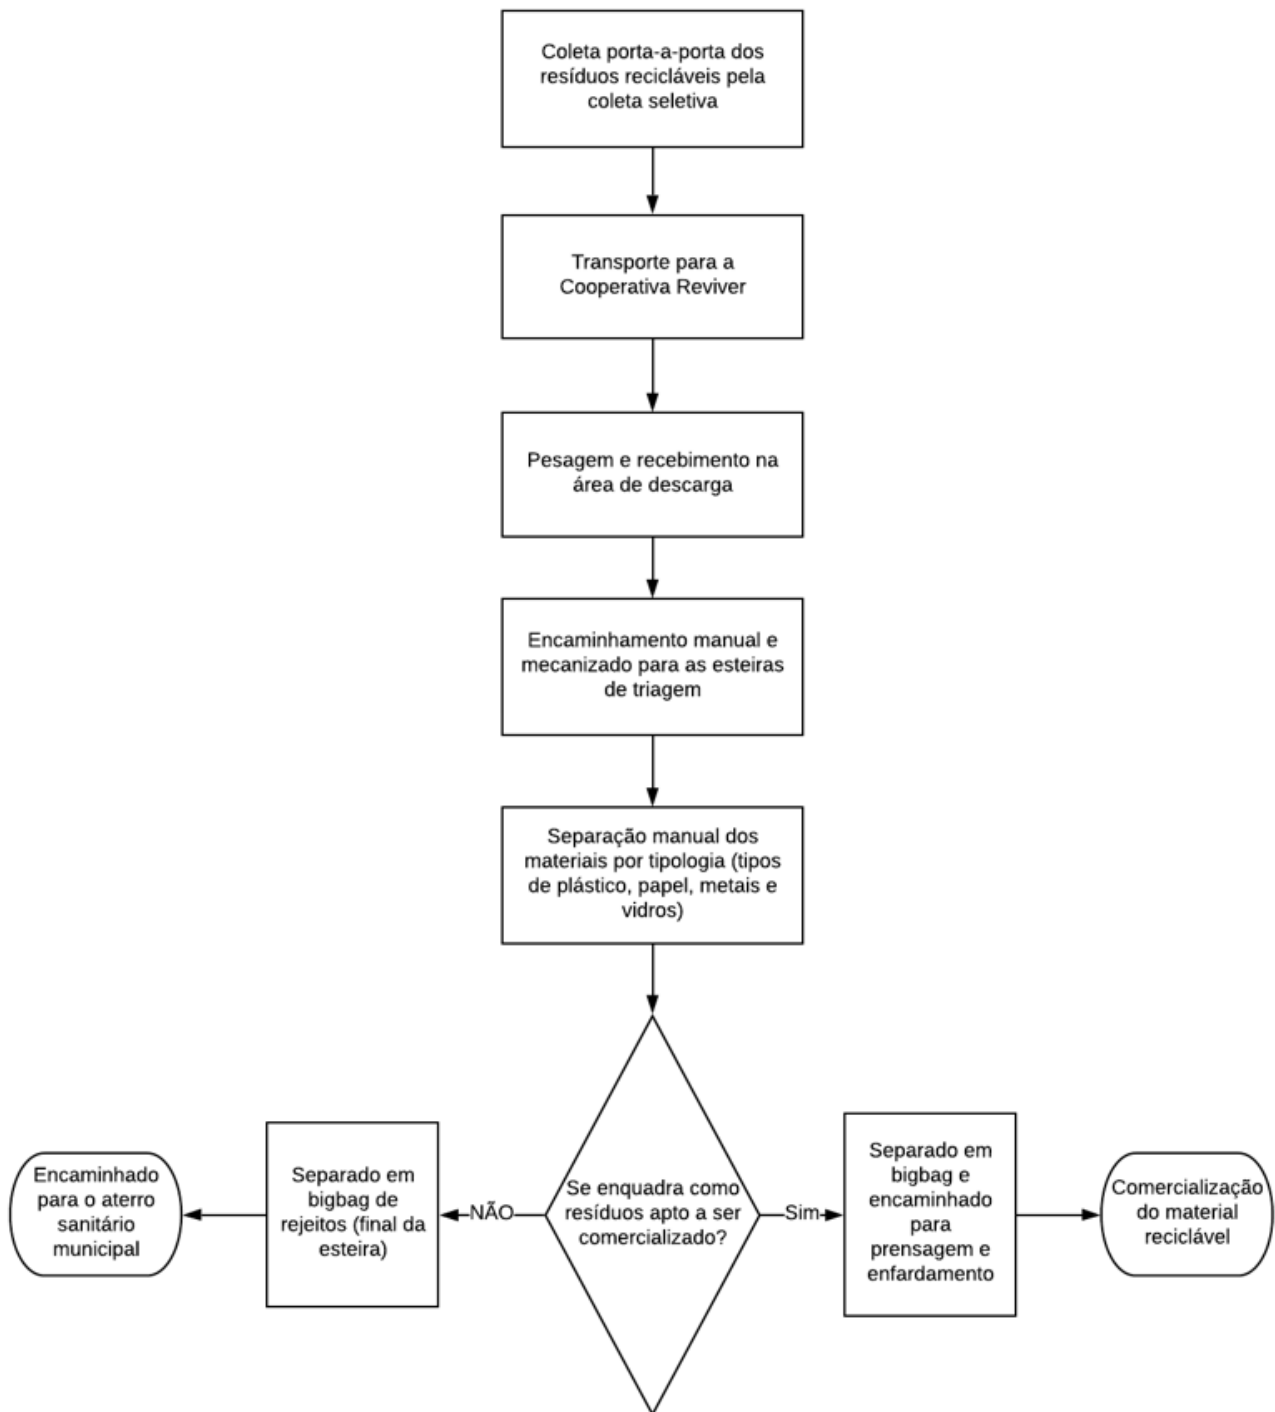 Coleta porta-a-porta dos
resíduos recicláveis pela
coleta seletiva
Transporte para a
Cooperativa Reviver
Pesagem e recebimento na
área de descarga
Encaminhamento manual e
mecanizado para as esteiras
de triagem
Separação manual dos
materiais por tipologia (tipos
de plástico, papel, metais e
vidros)
Se enquadra como
resíduos apto a ser
comercializado?
NÃO
Separado em
bigbag de
rejeitos (final da
esteira)
Encaminhado
para o aterro
sanitário
municipal
Sim
Separado em
bigbag e
encaminhado
para
prensagem e
enfardamento
Comercialização
do material
reciclável